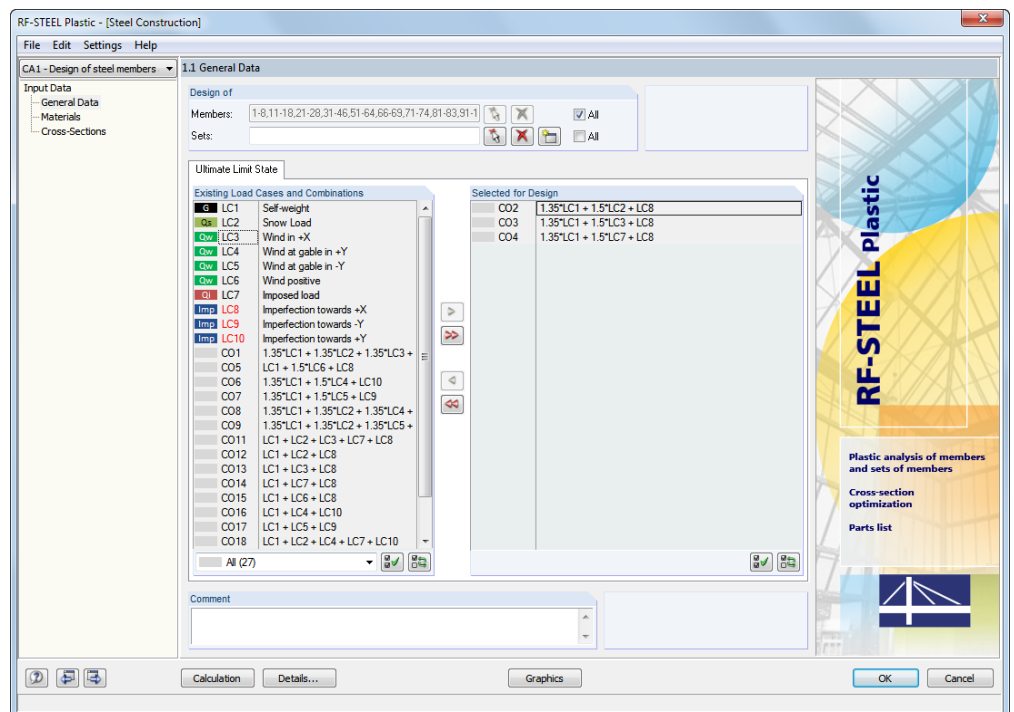 RF-STEEL Plastic - [Steel Construction]
File Edit Settings Help
CA1 - Design of steel members
1.1 General Data
Input Data
General Data
Materials
Cross-Sections
Design of
Members: 1-8,11-18,21-28,31-46,51-64,66-69,71-74,81-83,91-1 All
Sets: All
Ultimate Limit State
Existing Load Cases and Combinations
G LC1 Self-weight
Qs LC2 Snow Load
Qw LC3 Wind in +X
Qw LC4 Wind at gable in +Y
Qw LC5 Wind at gable in -Y
Qw LC6 Wind positive
Qi LC7 Imposed load
Imp LC8 Imperfection towards +X
Imp LC9 Imperfection towards -Y
Imp LC10 Imperfection towards +Y
CO1 1.35*LC1 + 1.35*LC2 + 1.35*LC3 +
CO5 LC1 + 1.5*LC6 + LC8
CO6 1.35*LC1 + 1.5*LC4 + LC10
CO7 1.35*LC1 + 1.5*LC5 + LC9
CO8 1.35*LC1 + 1.35*LC2 + 1.35*LC4 +
CO9 1.35*LC1 + 1.35*LC2 + 1.35*LC5 +
CO11 LC1 + LC2 + LC3 + LC7 + LC8
CO12 LC1 + LC2 + LC8
CO13 LC1 + LC3 + LC8
CO14 LC1 + LC7 + LC8
CO15 LC1 + LC6 + LC8
CO16 LC1 + LC4 + LC10
CO17 LC1 + LC5 + LC9
CO18 LC1 + LC2 + LC4 + LC7 + LC10
All (27)
Selected for Design
CO2 1.35*LC1 + 1.5*LC2 + LC8
CO3 1.35*LC1 + 1.5*LC3 + LC8
CO4 1.35*LC1 + 1.5*LC7 + LC8
Comment
RF-STEEL Plastic
Plastic analysis of members
and sets of members
Cross-section
optimization
Parts list
Calculation Details... Graphics OK Cancel